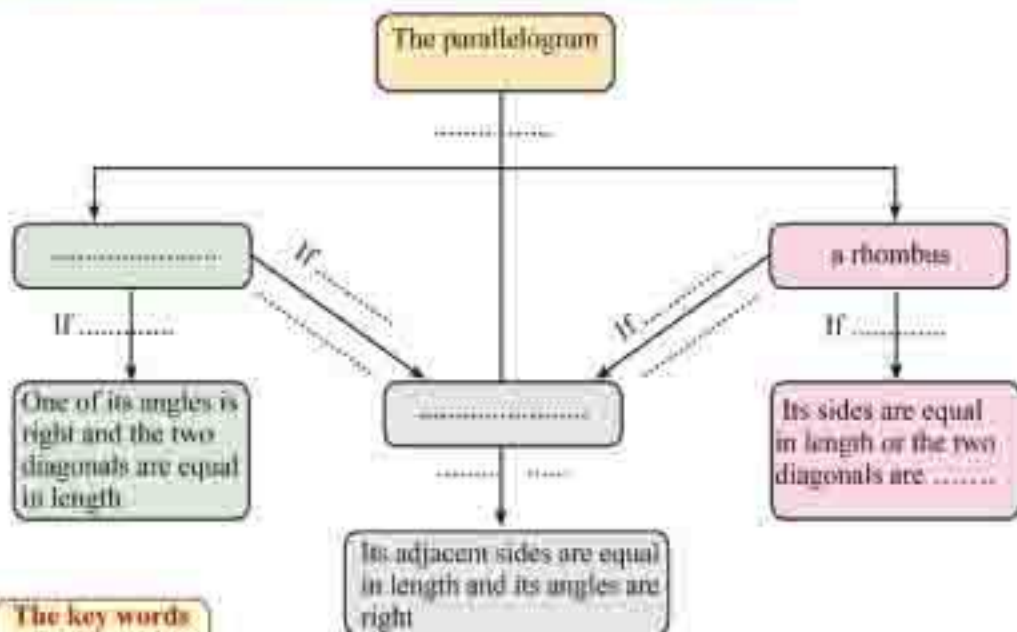 The parallelogram
....................
........................
a rhombus
If ............
................
If ............
................
If ..............
If ............
One of its angles is
right and the two
diagonals are equal
in length
........................
Its sides are equal
in length or the two
diagonals are ........
........... .......
Its adjacent sides are equal
in length and its angles are
right
The key words